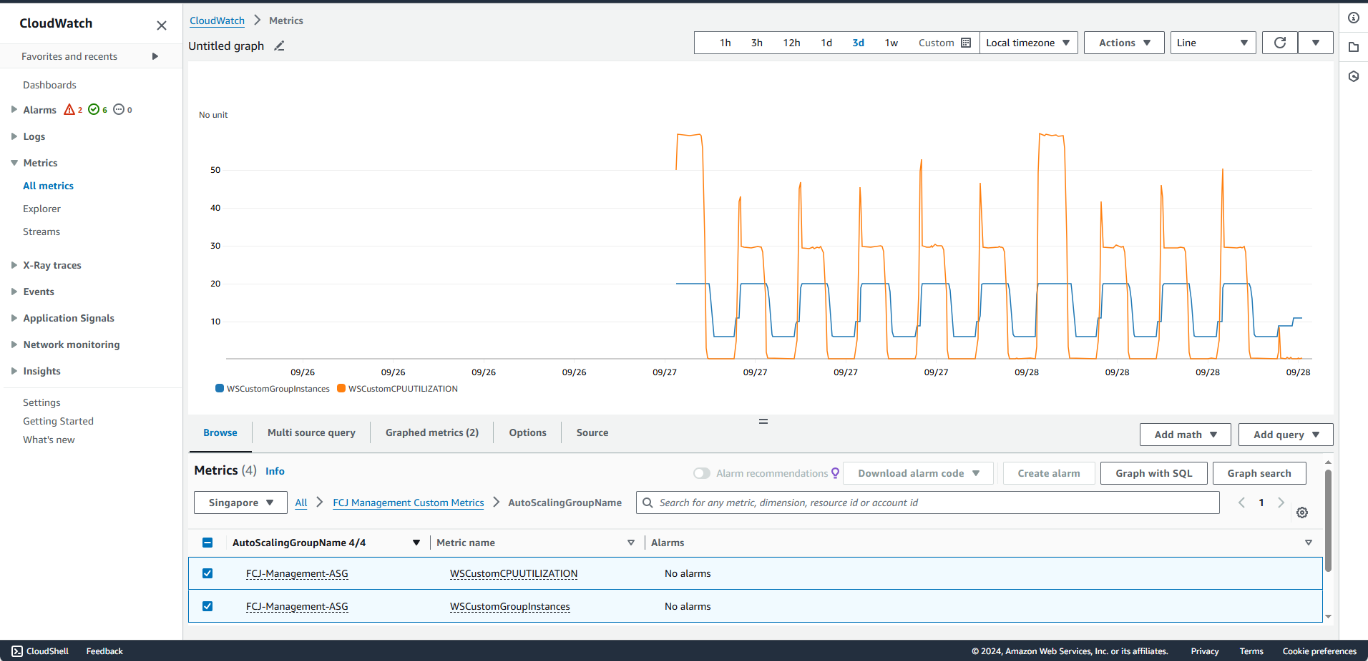 CloudWatch
Favorites and recents
Dashboards
Alarms 2 6 0
Logs
Metrics
All metrics
Explorer
Streams
X-Ray traces
Events
Application Signals
Network monitoring
Insights
Settings
Getting Started
What's new
CloudWatch Metrics
Untitled graph
1h 3h 12h 1d 3d 1w Custom Local timezone Actions Line
No unit
50
40
30
20
10
09/26 09/26 09/26 09/26 09/27 09/27 09/27 09/27 09/28 09/28 09/28 09/28
WSCustomGroupInstances WSCustomCPUUTILIZATION
Browse Multi source query Graphed metrics (2) Options Source Add math Add query
Metrics (4) Info Alarm recommendations Download alarm code Create alarm Graph with SQL Graph search
Singapore All FCJ Management Custom Metrics AutoScalingGroupName Search for any metric, dimension, resource id or account id 1
AutoScalingGroupName 4/4 Metric name Alarms
FCJ-Management-ASG WSCustomCPUUTILIZATION No alarms
FCJ-Management-ASG WSCustomGroupInstances No alarms
CloudShell Feedback © 2024, Amazon Web Services, Inc. or its affiliates. Privacy Terms Cookie preferences